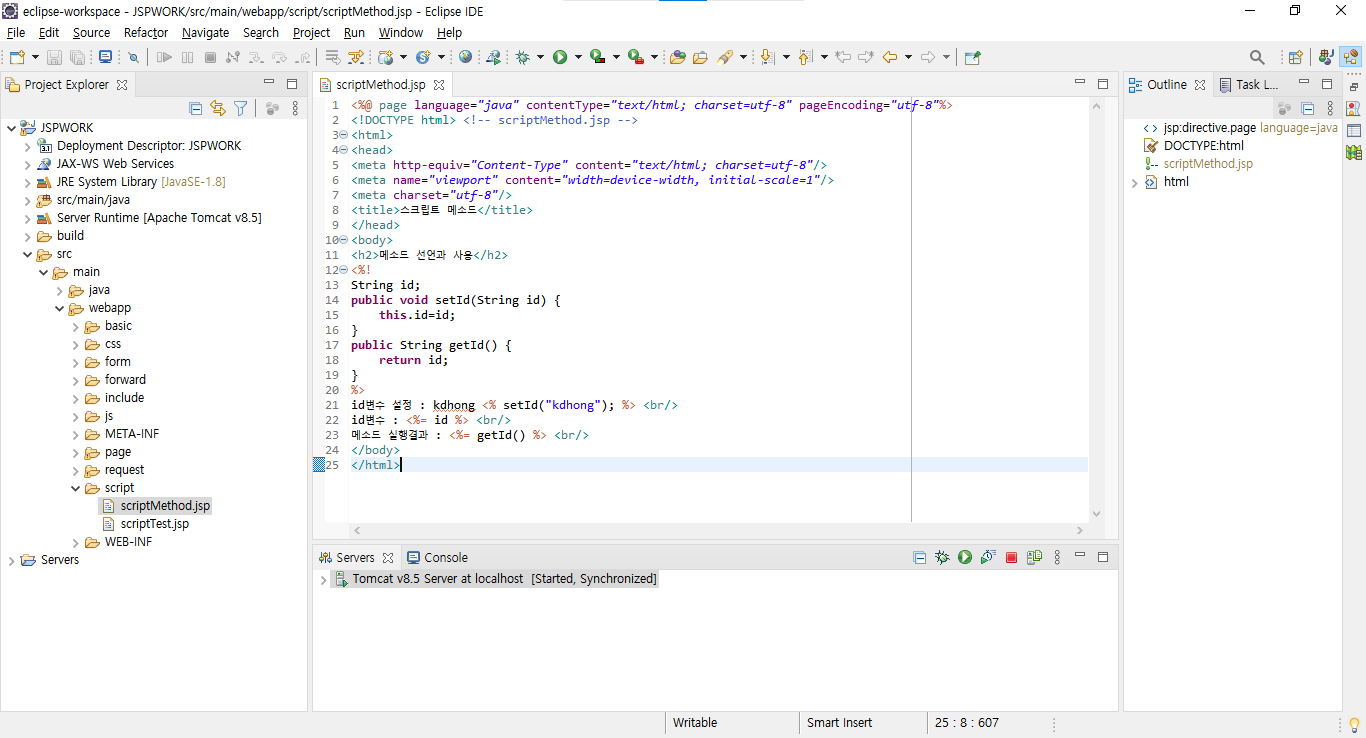 eclipse-workspace - JSPWORK/src/main/webapp/script/scriptMethod.jsp - Eclipse IDE
File Edit Source Refactor Navigate Search Project Run Window Help
Project Explorer
JSPWORK
Deployment Descriptor: JSPWORK
JAX-WS Web Services
JRE System Library [JavaSE-1.8]
src/main/java
Server Runtime [Apache Tomcat v8.5]
build
src
main
java
webapp
basic
css
form
forward
include
js
META-INF
page
request
script
scriptMethod.jsp
scriptTest.jsp
WEB-INF
Servers
scriptMethod.jsp
1 <%@ page language="java" contentType="text/html; charset=utf-8" pageEncoding="utf-8"%>
2 <!DOCTYPE html> <!-- scriptMethod.jsp -->
3 <html>
4 <head>
5 <meta http-equiv="Content-Type" content="text/html; charset=utf-8"/>
6 <meta name="viewport" content="width=device-width, initial-scale=1"/>
7 <meta charset="utf-8"/>
8 <title>스크립트 메소드</title>
9 </head>
10 <body>
11 <h2>메소드 선언과 사용</h2>
12 <%!
13 String id;
14 public void setId(String id) {
15     this.id=id;
16 }
17 public String getId() {
18     return id;
19 }
20 %>
21 id변수 설정 : kdhong <% setId("kdhong"); %> <br/>
22 id변수 : <%= id %> <br/>
23 메소드 실행결과 : <%= getId() %> <br/>
24 </body>
25 </html>
Servers Console
Tomcat v8.5 Server at localhost [Started, Synchronized]
Outline Task L...
jsp:directive.page language=java
DOCTYPE:html
scriptMethod.jsp
html
Writable Smart Insert 25 : 8 : 607